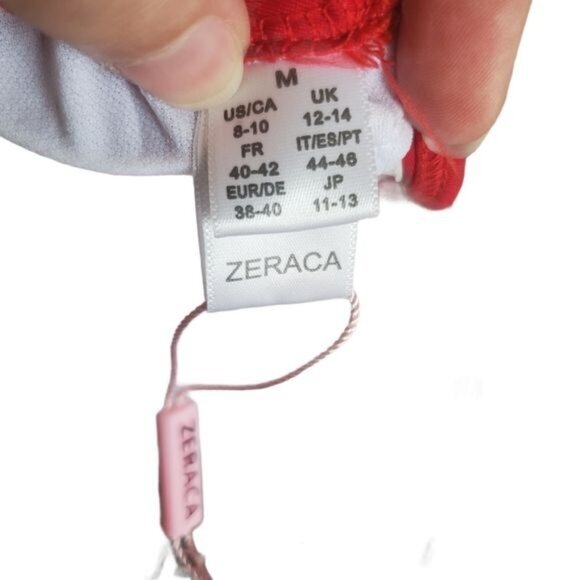 M
US/CA UK
8-10 12-14
FR IT/ES/PT
40-42 44-46
EUR/DE JP
38-40 11-13
ZERACA
ZERACA